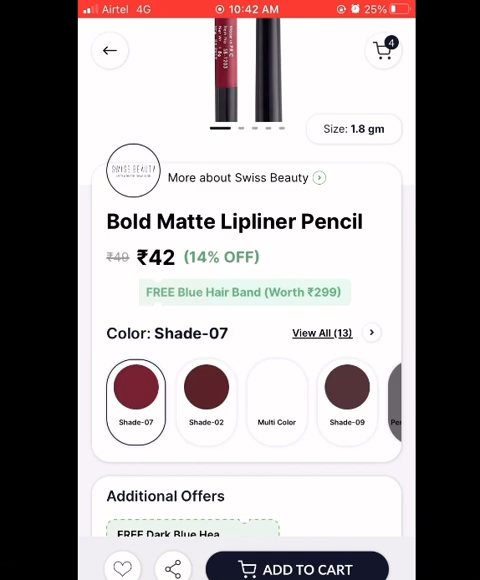 Airtel 4G 10:42 AM 25%
4
Size: 1.8 gm
SWISS BEAUTY
More about Swiss Beauty
Bold Matte Lipliner Pencil
₹49 ₹42 (14% OFF)
FREE Blue Hair Band (Worth ₹299)
Color: Shade-07 View All (13)
Shade-07 Shade-02 Multi Color Shade-09
Additional Offers
FREE Dark Blue Hea
ADD TO CART